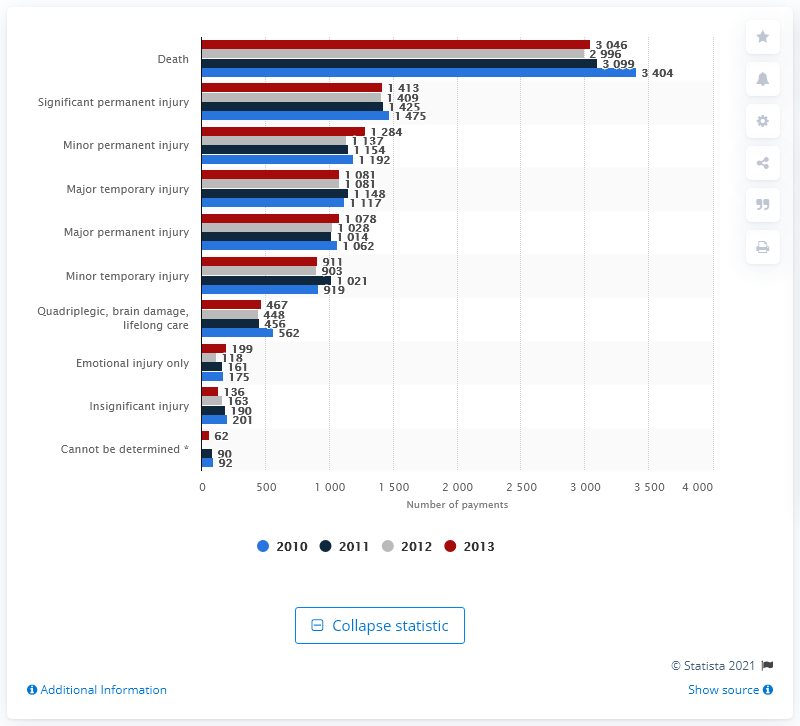 Death
3 046
2 996
3 099
3 404
Significant permanent injury
1 413
1 409
1 425
1 475
Minor permanent injury
1 284
1 137
1 154
1 192
Major temporary injury
1 081
1 081
1 148
1 117
Major permanent injury
1 078
1 028
1 014
1 062
Minor temporary injury
911
903
1 021
919
Quadriplegic, brain damage,
lifelong care
467
448
456
562
Emotional injury only
199
118
161
175
Insignificant injury
136
163
190
201
Cannot be determined *
62
90
92
0 500 1 000 1 500 2 000 2 500 3 000 3 500 4 000
Number of payments
2010 2011 2012 2013
Collapse statistic
© Statista 2021
Additional Information Show source